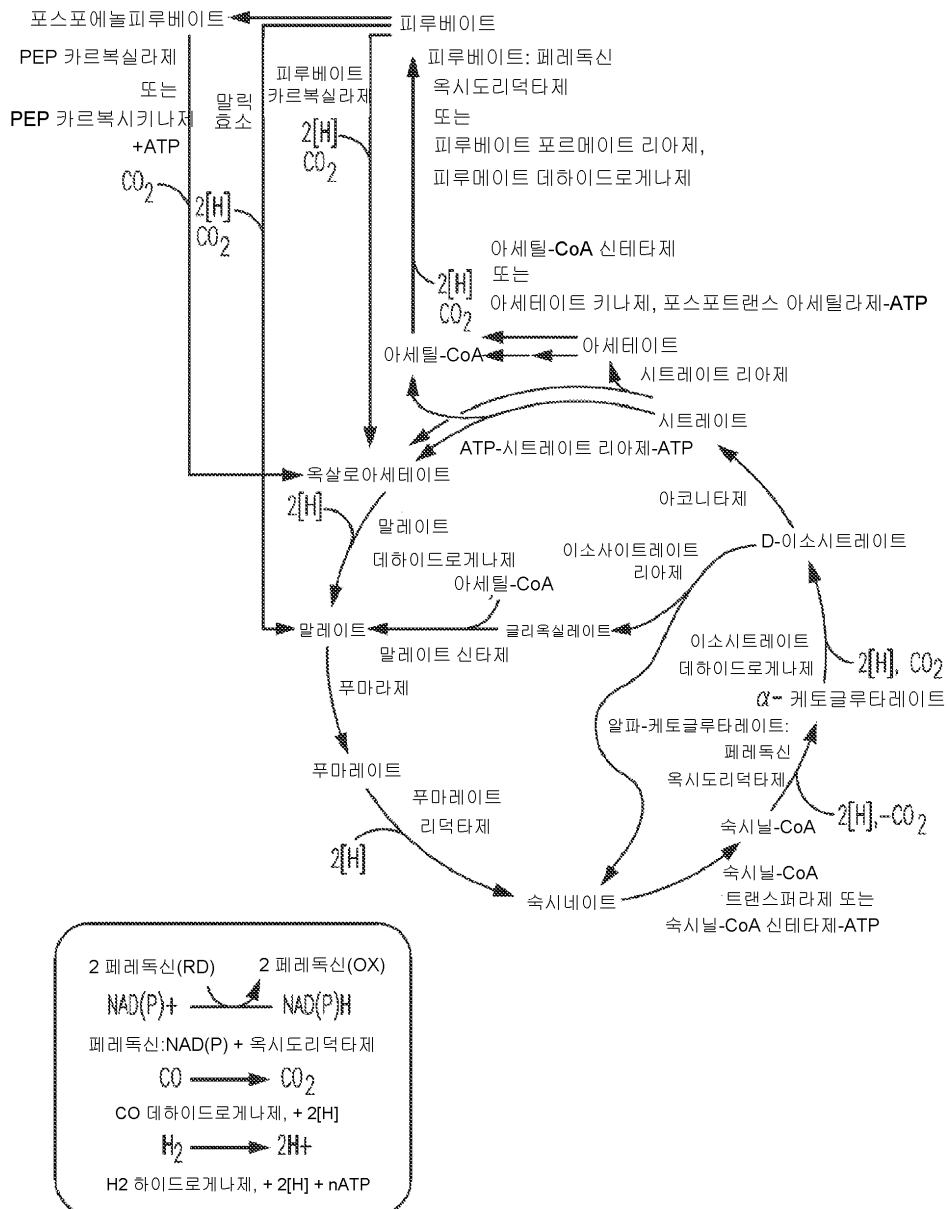 포스포에놀피루베이트
피루베이트
PEP 카르복실라제
또는
PEP 카르복시키나제
+ATP
CO2
말릭
효소
2[H]
CO2
피루베이트
카르복실라제
2[H]
CO2
피루베이트: 페레독신
옥시도리덕타제
또는
피루베이트 포르메이트 리아제,
피루메이트 데하이드로게나제
2[H]
CO2
아세틸-CoA 신테타제
또는
아세테이트 키나제, 포스포트랜스 아세틸라제-ATP
아세틸-CoA
아세테이트
시트레이트 리아제
시트레이트
ATP-시트레이트 리아제-ATP
옥살로아세테이트
아코니타제
2[H]
말레이트
데하이드로게나제
D-이소시트레이트
이소사이트레이트
리아제
아세틸-CoA
말레이트
글리옥실레이트
말레이트 신타제
이소시트레이트
데하이드로게나제
2[H], CO2
α- 케토글루타레이트
푸마라제
알파-케토글루타레이트:
페레독신
옥시도리덕타제
푸마레이트
푸마레이트
리덕타제
2[H]
2[H],-CO2
숙시닐-CoA
숙시네이트
숙시닐-CoA
트랜스퍼라제 또는
숙시닐-CoA 신테타제-ATP
2 페레독신(RD) 2 페레독신(OX)
NAD(P)+ NAD(P)H
페레독신:NAD(P) + 옥시도리덕타제
CO CO2
CO 데하이드로게나제, + 2[H]
H2 2H+
H2 하이드로게나제, + 2[H] + nATP